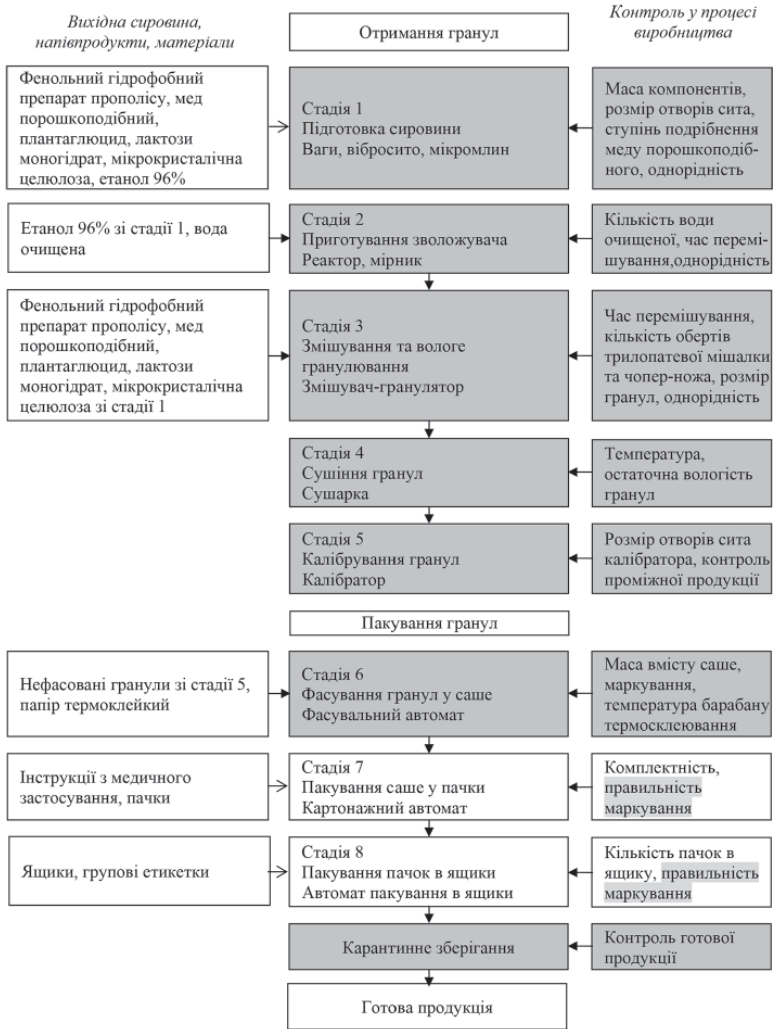 Вихідна сировина,
напівпродукти, матеріали
Отримання гранул
Контроль у процесі
виробництва
Фенольний гідрофобний
препарат прополісу, мед
порошкоподібний,
плантаглюцид, лактози
моногідрат, мікрокристалічна
целюлоза, етанол 96%
Стадія 1
Підготовка сировини
Ваги, вібросито, мікромлин
Маса компонентів,
розмір отворів сита,
ступінь подрібнення
меду порошкоподіб-
ного, однорідність
Етанол 96% зі стадії 1, вода
очищена
Стадія 2
Приготування зволожувача
Реактор, мірник
Кількість води
очищеної, час перемі-
шування,однорідність
Фенольний гідрофобний
препарат прополісу, мед
порошкоподібний,
плантаглюцид, лактози
моногідрат, мікрокристалічна
целюлоза зі стадії 1
Стадія 3
Змішування та вологе
гранулювання
Змішувач-гранулятор
Час перемішування,
кількість обертів
трилопатевої мішалки
та чопер-ножа, розмір
гранул, однорідність
Стадія 4
Сушіння гранул
Сушарка
Температура,
остаточна вологість
гранул
Стадія 5
Калібрування гранул
Калібратор
Розмір отворів сита
калібратора, контроль
проміжної продукції
Пакування гранул
Нефасовані гранули зі стадії 5,
папір термоклейкий
Стадія 6
Фасування гранул у саше
Фасувальний автомат
Маса вмісту саше,
маркування,
температура барабану
термосклеювання
Інструкції з медичного
застосування, пачки
Стадія 7
Пакування саше у пачки
Картонажний автомат
Комплектність,
правильність
маркування
Ящики, групові етикетки
Стадія 8
Пакування пачок в ящики
Автомат пакування в ящики
Кількість пачок в
ящику, правильність
маркування
Карантинне зберігання
Контроль готової
продукції
Готова продукція